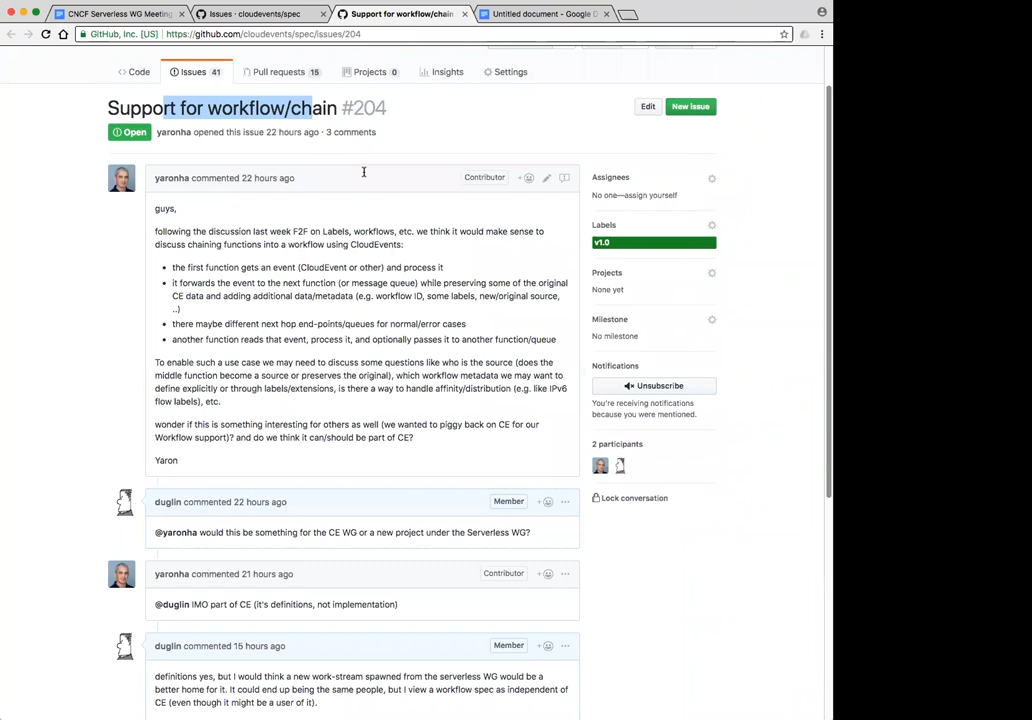 CNCF Serverless WG Meeting
Issues · cloudevents/spec
Support for workflow/chain
Untitled document - Google D
GitHub, Inc. [US]
https://github.com/cloudevents/spec/issues/204
Code
Issues 41
Pull requests 15
Projects 0
Insights
Settings
Support for workflow/chain #204
Edit
New issue
Open
yaronha opened this issue 22 hours ago · 3 comments
yaronha commented 22 hours ago
Contributor
guys,
following the discussion last week F2F on Labels, workflows, etc. we think it would make sense to
discuss chaining functions into a workflow using CloudEvents:
• the first function gets an event (CloudEvent or other) and process it
• it forwards the event to the next function (or message queue) while preserving some of the original
CE data and adding additional data/metadata (e.g. workflow ID, some labels, new/original source,
..)
• there maybe different next hop end-points/queues for normal/error cases
• another function reads that event, process it, and optionally passes it to another function/queue
To enable such a use case we may need to discuss some questions like who is the source (does the
middle function become a source or preserves the original), which workflow metadata we may want to
define explicitly or through labels/extensions, is there a way to handle affinity/distribution (e.g. like IPv6
flow labels), etc.
wonder if this is something interesting for others as well (we wanted to piggy back on CE for our
Workflow support)? and do we think it can/should be part of CE?
Yaron
duglin commented 22 hours ago
Member
@yaronha would this be something for the CE WG or a new project under the Serverless WG?
yaronha commented 21 hours ago
Contributor
@duglin IMO part of CE (it's definitions, not implementation)
duglin commented 15 hours ago
Member
definitions yes, but I would think a new work-stream spawned from the serverless WG would be a
better home for it. It could end up being the same people, but I view a workflow spec as independent of
CE (even though it might be a user of it).
Assignees
No one—assign yourself
Labels
v1.0
Projects
None yet
Milestone
No milestone
Notifications
Unsubscribe
You're receiving notifications
because you were mentioned.
2 participants
Lock conversation